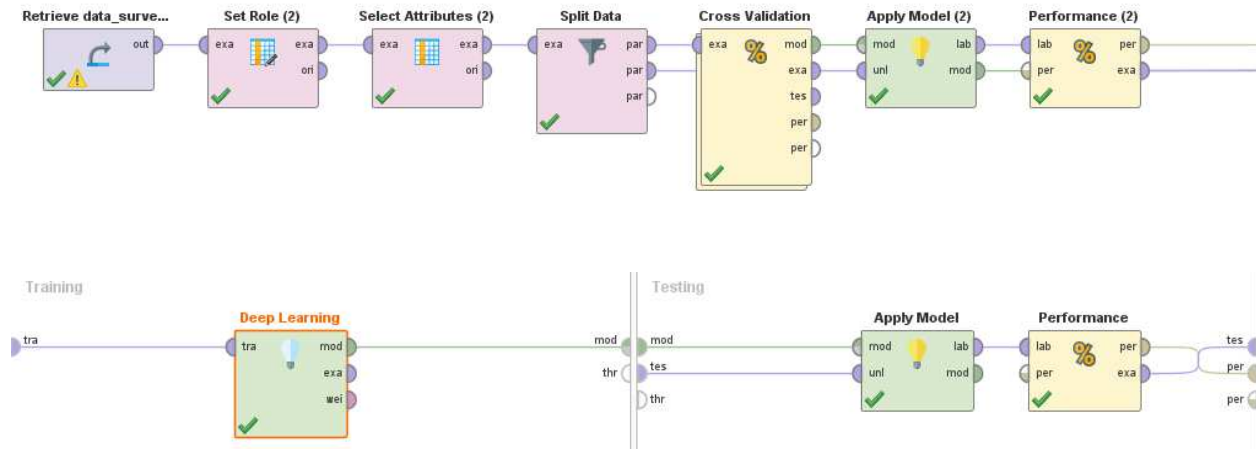 Retrieve data_surve... Set Role (2) Select Attributes (2) Split Data Cross Validation Apply Model (2) Performance (2)
out exa exa exa exa exa par exa mod mod lab lab per
ori ori par exa unl mod per exa
par tes
per
per
Training Testing
Deep Learning Apply Model Performance
tra tra mod mod mod mod lab lab per tes
exa thr tes unl mod per exa per
wei thr per